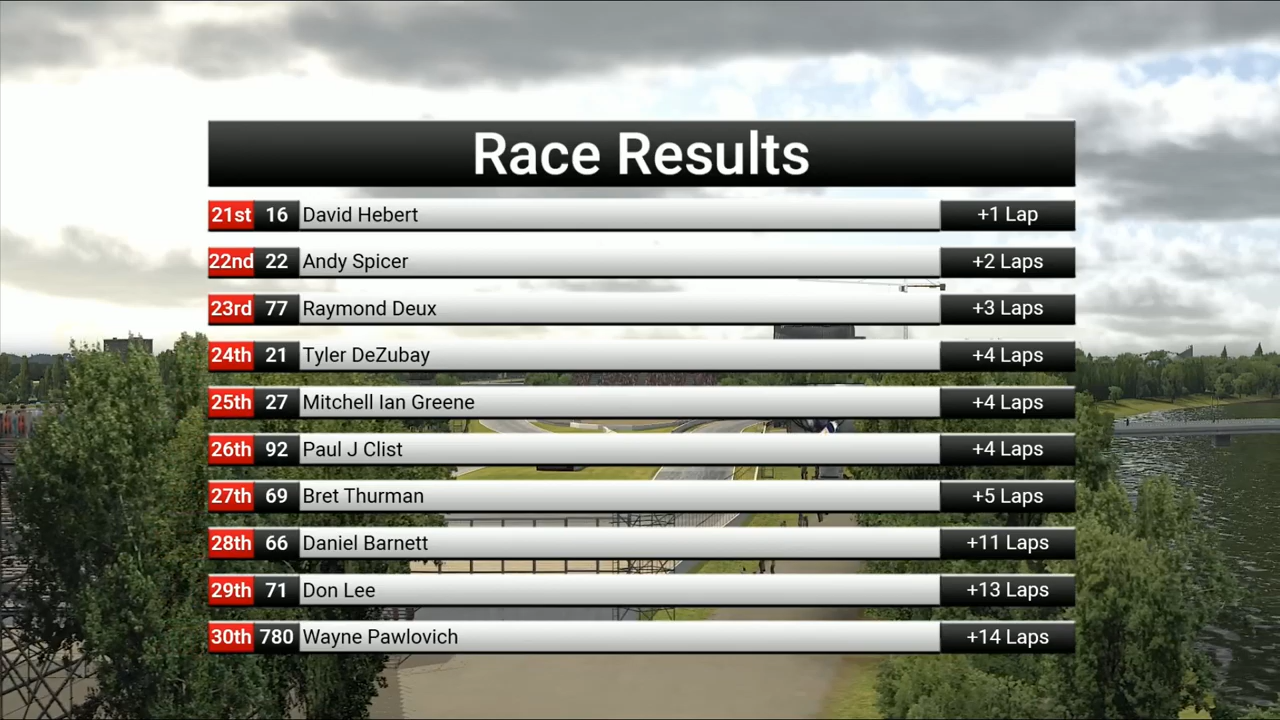 Race Results
21st 16 David Hebert +1 Lap
22nd 22 Andy Spicer +2 Laps
23rd 77 Raymond Deux +3 Laps
24th 21 Tyler DeZubay +4 Laps
25th 27 Mitchell Ian Greene +4 Laps
26th 92 Paul J Clist +4 Laps
27th 69 Bret Thurman +5 Laps
28th 66 Daniel Barnett +11 Laps
29th 71 Don Lee +13 Laps
30th 780 Wayne Pawlovich +14 Laps